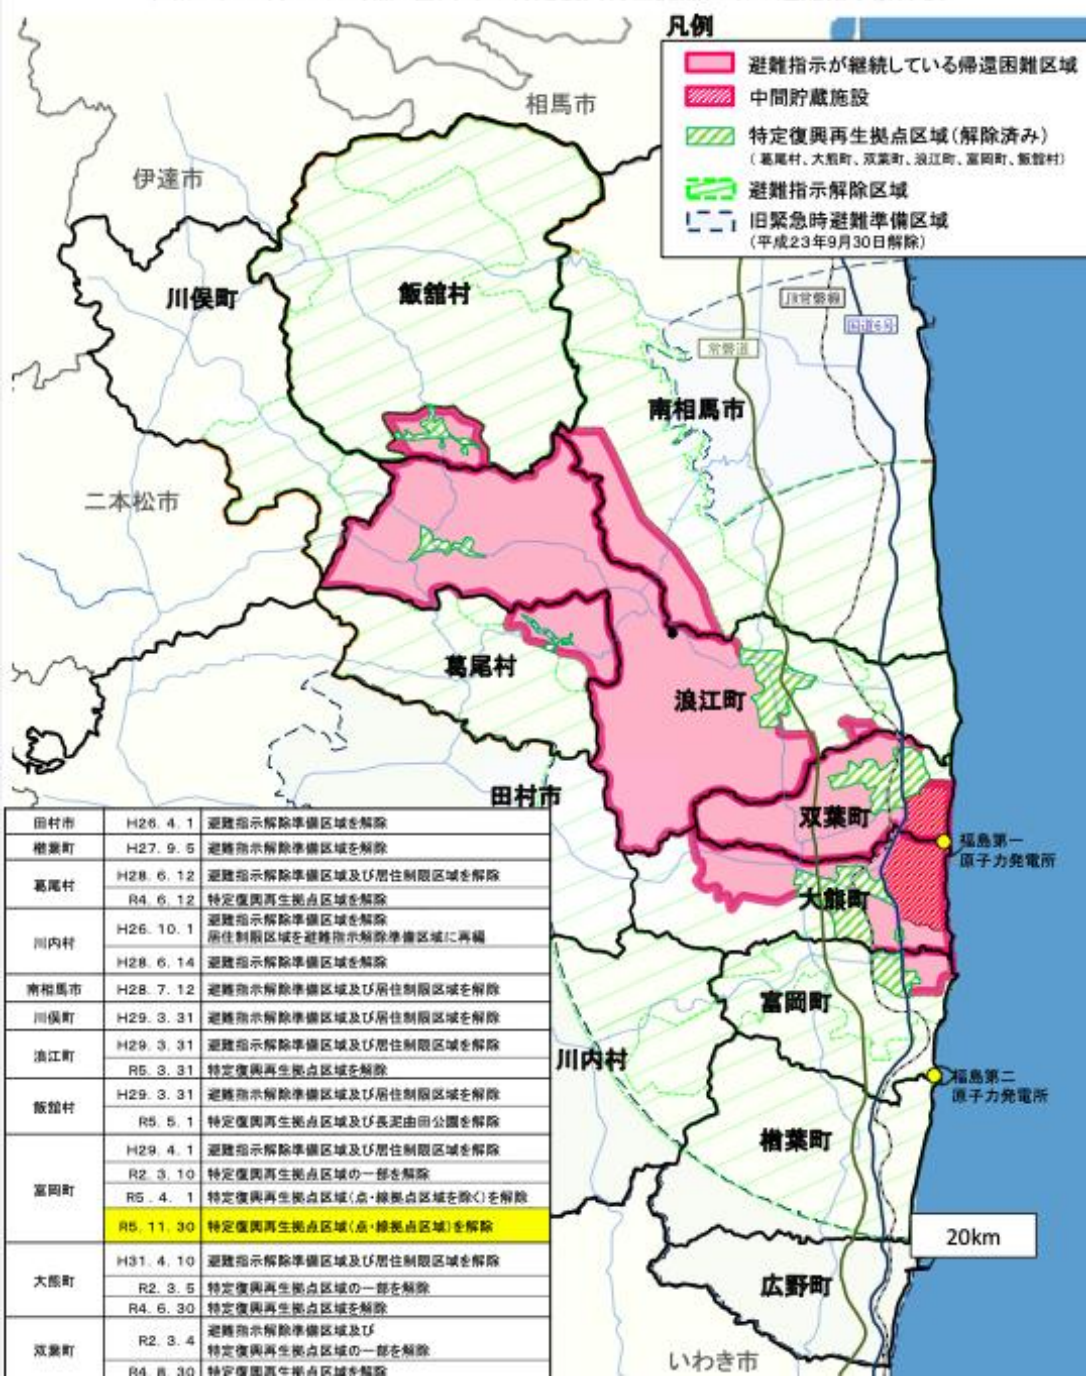 凡例
避難指示が継続している帰還困難区域
中間貯蔵施設
特定復興再生拠点区域(解除済み)
(葛尾村、大熊町、双葉町、浪江町、富岡町、飯舘村)
避難指示解除区域
旧緊急時避難準備区域
(平成23年9月30日解除)
相馬市
伊達市
川俣町
飯舘村
JR常磐線
国道6号
常磐道
南相馬市
二本松市
葛尾村
浪江町
田村市
双葉町
福島第一
原子力発電所
大熊町
富岡町
川内村
福島第二
原子力発電所
楢葉町
20km
広野町
いわき市
田村市 H26. 4. 1 避難指示解除準備区域を解除
楢葉町 H27. 9. 5 避難指示解除準備区域を解除
葛尾村 H28. 6. 12 避難指示解除準備区域及び居住制限区域を解除
R4. 6. 12 特定復興再生拠点区域を解除
川内村 H26. 10. 1 避難指示解除準備区域を解除
居住制限区域を避難指示解除準備区域に再編
H28. 6. 14 避難指示解除準備区域を解除
南相馬市 H28. 7. 12 避難指示解除準備区域及び居住制限区域を解除
川俣町 H29. 3. 31 避難指示解除準備区域及び居住制限区域を解除
浪江町 H29. 3. 31 避難指示解除準備区域及び居住制限区域を解除
R5. 3. 31 特定復興再生拠点区域を解除
飯舘村 H29. 3. 31 避難指示解除準備区域及び居住制限区域を解除
R5. 5. 1 特定復興再生拠点区域及び長泥曲田公園を解除
富岡町 H29. 4. 1 避難指示解除準備区域及び居住制限区域を解除
R2. 3. 10 特定復興再生拠点区域の一部を解除
R5. 4. 1 特定復興再生拠点区域(点・線拠点区域を除く)を解除
R5. 11. 30 特定復興再生拠点区域(点・線拠点区域)を解除
大熊町 H31. 4. 10 避難指示解除準備区域及び居住制限区域を解除
R2. 3. 5 特定復興再生拠点区域の一部を解除
R4. 6. 30 特定復興再生拠点区域を解除
双葉町 R2. 3. 4 避難指示解除準備区域及び
特定復興再生拠点区域の一部を解除
R4. 8. 30 特定復興再生拠点区域を解除